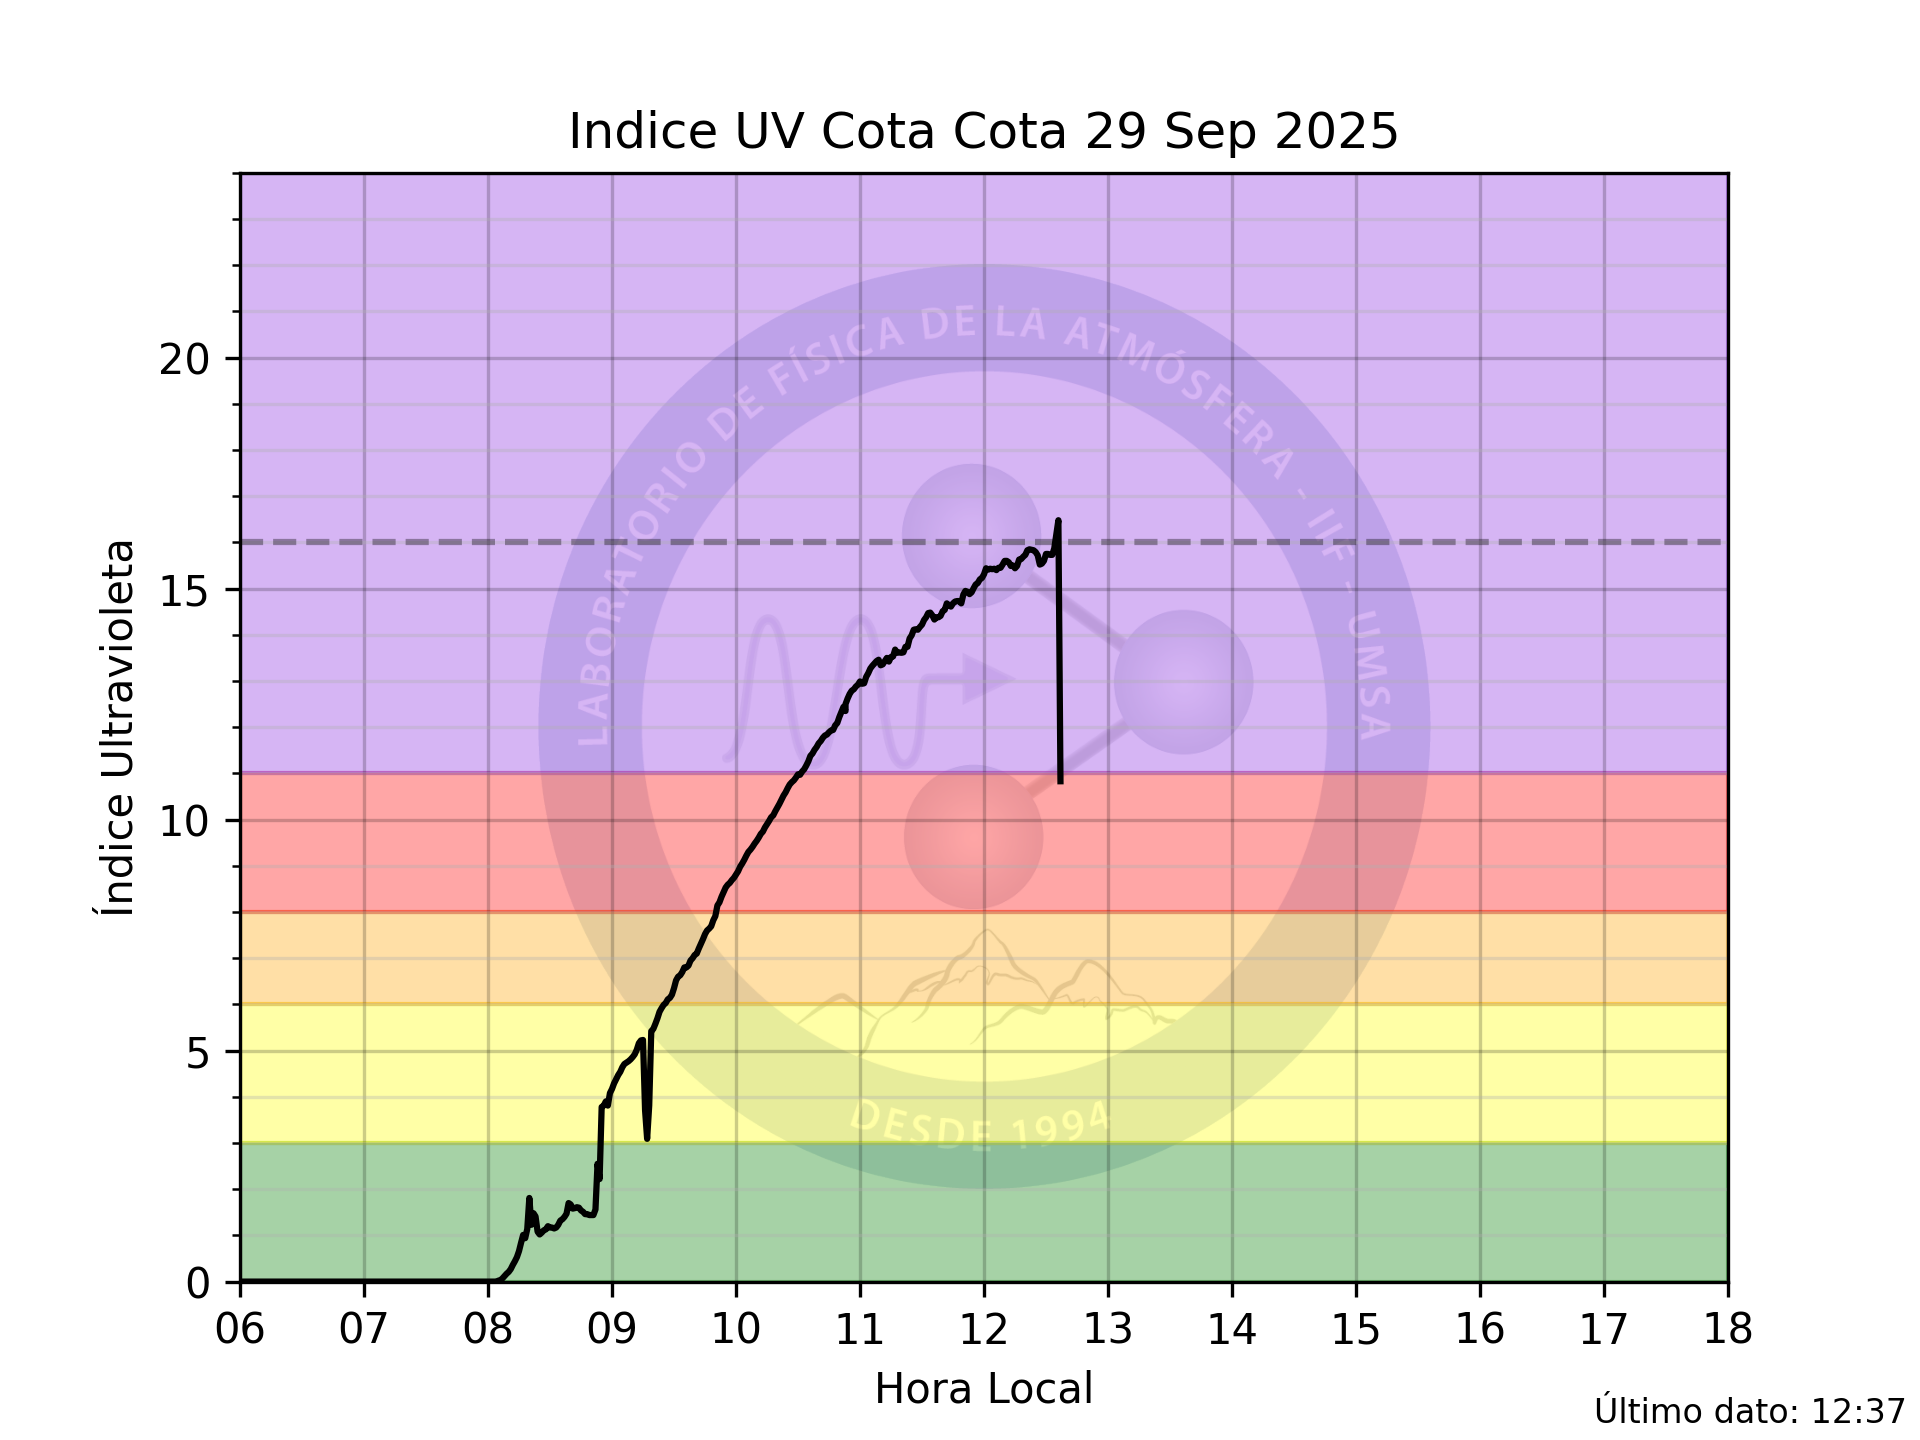 Indice UV Cota Cota 29 Sep 2025
Índice Ultravioleta
20
15
10
5
0
LABORATORIO DE FÍSICA DE LA ATMÓSFERA - IIF - UMSA
DESDE 1994
06 07 08 09 10 11 12 13 14 15 16 17 18
Hora Local
Último dato: 12:37